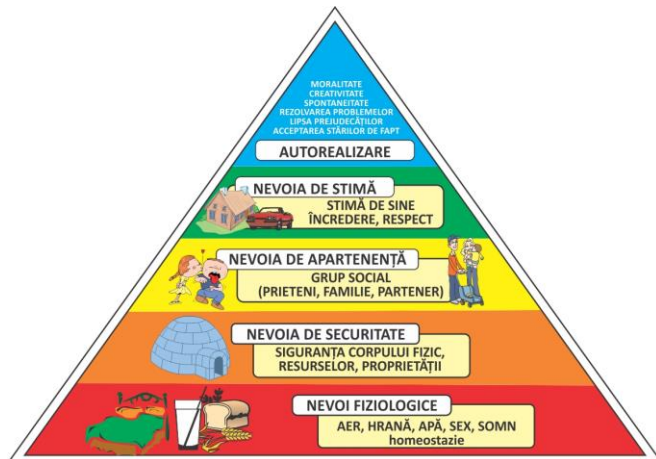 MORALITATE
CREATIVITATE
SPONTANEITATE
REZOLVAREA PROBLEMELOR
LIPSA PREJUDECĂȚILOR
ACCEPTAREA STĂRILOR DE FAPT
AUTOREALIZARE
NEVOIA DE STIMĂ
STIMĂ DE SINE
ÎNCREDERE, RESPECT
NEVOIA DE APARTENENȚĂ
GRUP SOCIAL
(PRIETENI, FAMILIE, PARTENER)
NEVOIA DE SECURITATE
SIGURANȚA CORPULUI FIZIC,
RESURSELOR, PROPRIETĂȚII
NEVOI FIZIOLOGICE
AER, HRANĂ, APĂ, SEX, SOMN
homeostazie